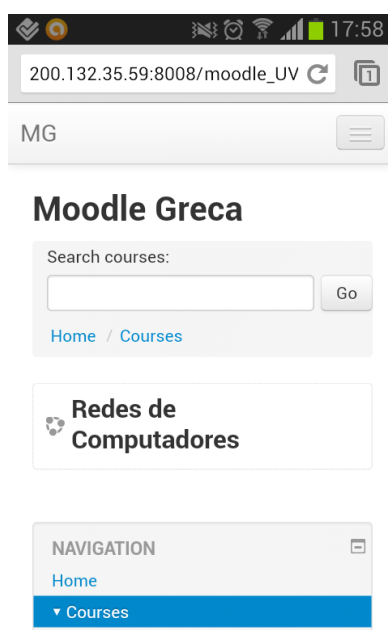 17:58
200.132.35.59:8008/moodle_UV
1
MG
Moodle Greca
Search courses:
Go
Home / Courses
Redes de
Computadores
NAVIGATION
Home
Courses